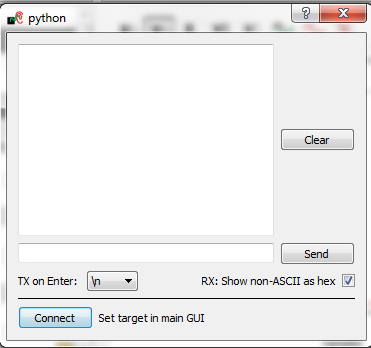 python
Clear
Send
TX on Enter: \n RX: Show non-ASCII as hex
Connect Set target in main GUI